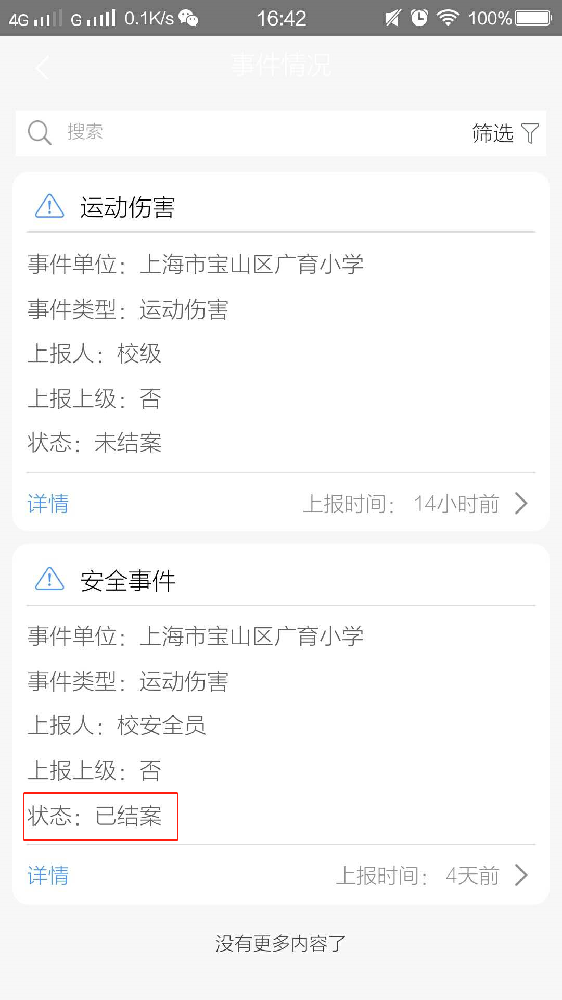 4G G 0.1K/s 16:42 100%
事件情况
搜索 筛选
运动伤害
事件单位：上海市宝山区广育小学
事件类型：运动伤害
上报人：校级
上报上级：否
状态：未结案
详情 上报时间： 14小时前
安全事件
事件单位：上海市宝山区广育小学
事件类型：运动伤害
上报人：校安全员
上报上级：否
状态：已结案
详情 上报时间： 4天前
没有更多内容了